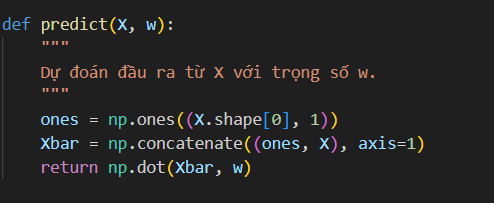 def predict(X, w):
    """
    Dự đoán đầu ra từ X với trọng số w.
    """
    ones = np.ones((X.shape[0], 1))
    Xbar = np.concatenate((ones, X), axis=1)
    return np.dot(Xbar, w)